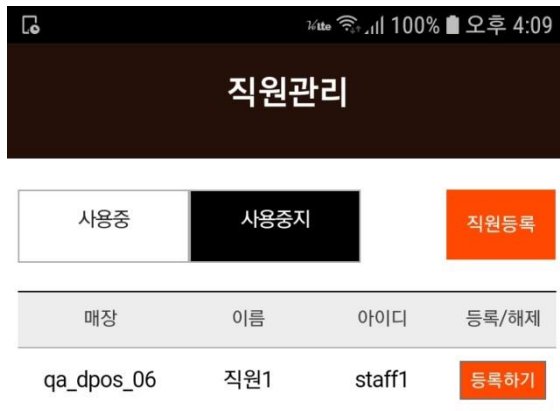 100% 오후 4:09
직원관리
사용중 사용중지 직원등록
매장 이름 아이디 등록/해제
qa_dpos_06 직원1 staff1 등록하기